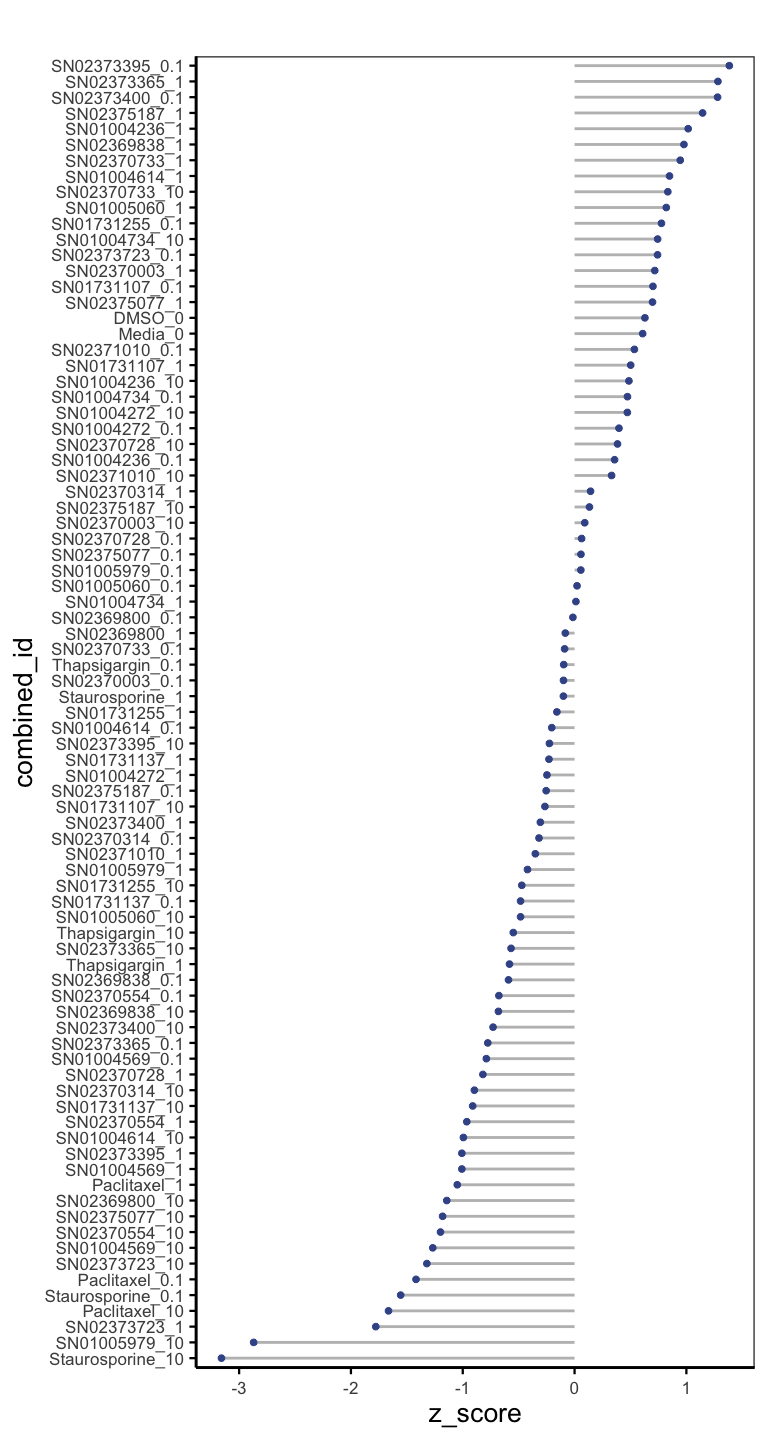 SN02373395_0.1
SN02373365_1
SN02373400_0.1
SN02375187_1
SN01004236_1
SN02369838_1
SN02370733_1
SN01004614_1
SN02370733_10
SN01005060_1
SN01731255_0.1
SN01004734_10
SN02373723_0.1
SN02370003_1
SN01731107_0.1
SN02375077_1
DMSO_0
Media_0
SN02371010_0.1
SN01731107_1
SN01004236_10
SN01004734_0.1
SN01004272_10
SN01004272_0.1
SN02370728_10
SN01004236_0.1
SN02371010_10
SN02370314_1
SN02375187_10
SN02370003_10
SN02370728_0.1
SN02375077_0.1
SN01005979_0.1
SN01005060_0.1
SN01004734_1
SN02369800_0.1
SN02369800_1
SN02370733_0.1
Thapsigargin_0.1
SN02370003_0.1
Staurosporine_1
SN01731255_1
SN01004614_0.1
SN02373395_10
SN01731137_1
SN01004272_1
SN02375187_0.1
SN01731107_10
SN02373400_1
SN02370314_0.1
SN02371010_1
SN01005979_1
SN01731255_10
SN01731137_0.1
SN01005060_10
Thapsigargin_10
SN02373365_10
Thapsigargin_1
SN02369838_0.1
SN02370554_0.1
SN02369838_10
SN02373400_10
SN02373365_0.1
SN01004569_0.1
SN02370728_1
SN02370314_10
SN01731137_10
SN02370554_1
SN01004614_10
SN02373395_1
SN01004569_1
Paclitaxel_1
SN02369800_10
SN02375077_10
SN02370554_10
SN01004569_10
SN02373723_10
Paclitaxel_0.1
Staurosporine_0.1
Paclitaxel_10
SN02373723_1
SN01005979_10
Staurosporine_10
combined_id
-3 -2 -1 0 1
z_score